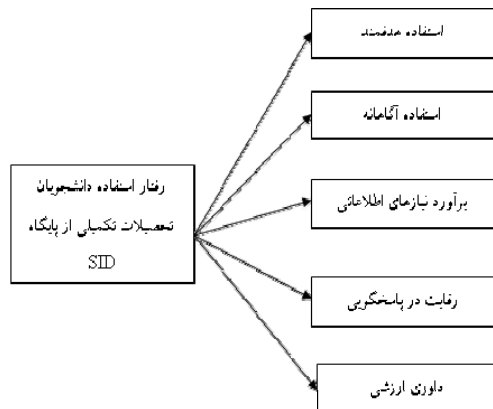 استفاده هدفمند
استفاده آگاهانه
رفتار استفاده دانشجویان
تحصیلات تکمیلی از پایگاه
SID
برآورد نیازهای اطلاعاتی
رقابت در پاسخگویی
داوری ارزشی